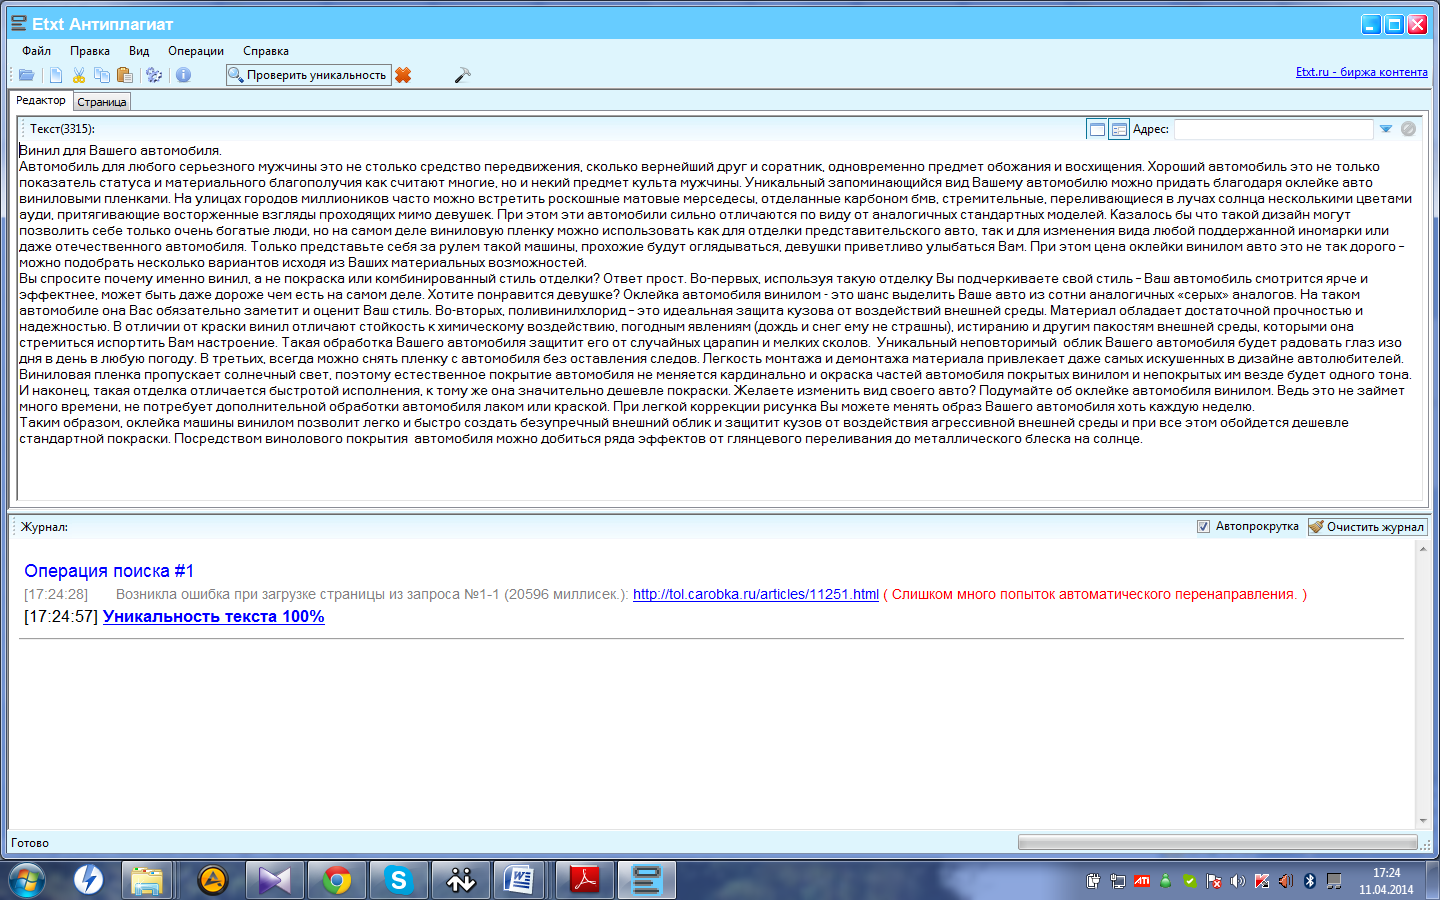 Etxt Антиплагиат
Файл Правка Вид Операции Справка
Проверить уникальность
Etxt.ru - биржа контента
Редактор Страница
Текст(3315):
Адрес:
Винил для Вашего автомобиля.
Автомобиль для любого серьезного мужчины это не столько средство передвижения, сколько вернейший друг и соратник, одновременно предмет обожания и восхищения. Хороший автомобиль это не только
показатель статуса и материального благополучия как считают многие, но и некий предмет культа мужчины. Уникальный запоминающийся вид Вашему автомобилю можно придать благодаря оклейке авто
виниловыми пленками. На улицах городов миллиоников часто можно встретить роскошные матовые мерседесы, отделанные карбоном бмв, стремительные, переливающиеся в лучах солнца несколькими цветами
ауди, притягивающие восторженные взгляды проходящих мимо девушек. При этом эти автомобили сильно отличаются по виду от аналогичных стандартных моделей. Казалось бы что такой дизайн могут
позволить себе только очень богатые люди, но на самом деле виниловую пленку можно использовать как для отделки представительского авто, так и для изменения вида любой поддержанной иномарки или
даже отечественного автомобиля. Только представьте себя за рулем такой машины, прохожие будут оглядываться, девушки приветливо улыбаться Вам. При этом цена оклейки винилом авто это не так дорого –
можно подобрать несколько вариантов исходя из Ваших материальных возможностей.
Вы спросите почему именно винил, а не покраска или комбинированный стиль отделки? Ответ прост. Во-первых, используя такую отделку Вы подчеркиваете свой стиль – Ваш автомобиль смотрится ярче и
эффектнее, может быть даже дороже чем есть на самом деле. Хотите понравится девушке? Оклейка автомобиля винилом - это шанс выделить Ваше авто из сотни аналогичных «серых» аналогов. На таком
автомобиле она Вас обязательно заметит и оценит Ваш стиль. Во-вторых, поливинилхлорид – это идеальная защита кузова от воздействий внешней среды. Материал обладает достаточной прочностью и
надежностью. В отличии от краски винил отличают стойкость к химическому воздействию, погодным явлениям (дождь и снег ему не страшны), истиранию и другим пакостям внешней среды, которыми она
стремиться испортить Вам настроение. Такая обработка Вашего автомобиля защитит его от случайных царапин и мелких сколов.  Уникальный неповторимый  облик Вашего автомобиля будет радовать глаз изо
дня в день в любую погоду. В третьих, всегда можно снять пленку с автомобиля без оставления следов. Легкость монтажа и демонтажа материала привлекает даже самых искушенных в дизайне автолюбителей.
Виниловая пленка пропускает солнечный свет, поэтому естественное покрытие автомобиля не меняется кардинально и окраска частей автомобиля покрытых винилом и непокрытых им везде будет одного тона.
И наконец, такая отделка отличается быстротой исполнения, к тому же она значительно дешевле покраски. Желаете изменить вид своего авто? Подумайте об оклейке автомобиля винилом. Ведь это не займет
много времени, не потребует дополнительной обработки автомобиля лаком или краской. При легкой коррекции рисунка Вы можете менять образ Вашего автомобиля хоть каждую неделю.
Таким образом, оклейка машины винилом позволит легко и быстро создать безупречный внешний облик и защитит кузов от воздействия агрессивной внешней среды и при все этом обойдется дешевле
стандартной покраски. Посредством винолового покрытия  автомобиля можно добиться ряда эффектов от глянцевого переливания до металлического блеска на солнце.
Журнал:
Автопрокрутка Очистить журнал
Операция поиска #1
[17:24:28] Возникла ошибка при загрузке страницы из запроса №1-1 (20596 миллисек.): http://tol.carobka.ru/articles/11251.html ( Слишком много попыток автоматического перенаправления. )
[17:24:57] Уникальность текста 100%
Готово
ATI
17:24
11.04.2014